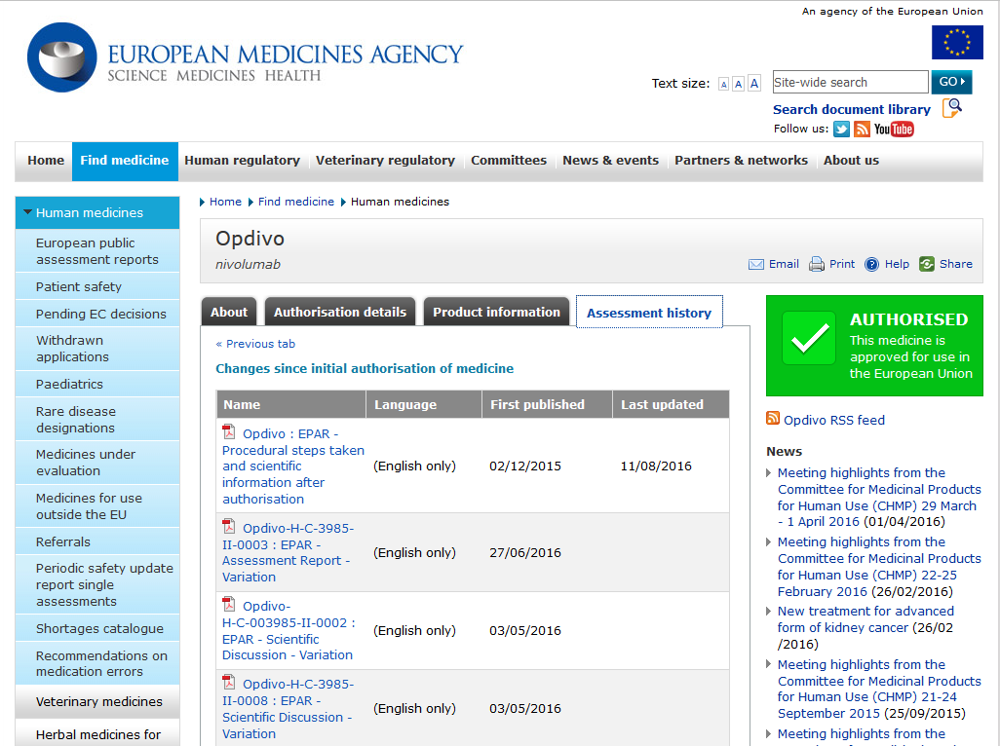 An agency of the European Union
EUROPEAN MEDICINES AGENCY
SCIENCE MEDICINES HEALTH
Text size: A A A
Site-wide search
GO
Search document library
Follow us: YouTube
Home
Find medicine
Human regulatory
Veterinary regulatory
Committees
News & events
Partners & networks
About us
Human medicines
European public
assessment reports
Patient safety
Pending EC decisions
Withdrawn
applications
Paediatrics
Rare disease
designations
Medicines under
evaluation
Medicines for use
outside the EU
Referrals
Periodic safety update
report single
assessments
Shortages catalogue
Recommendations on
medication errors
Veterinary medicines
Herbal medicines for
Home Find medicine Human medicines
Opdivo
nivolumab
Email Print Help Share
About
Authorisation details
Product information
Assessment history
« Previous tab
Changes since initial authorisation of medicine
Name Language First published Last updated
Opdivo : EPAR -
Procedural steps taken
and scientific
information after
authorisation
(English only) 02/12/2015 11/08/2016
Opdivo-H-C-3985-
II-0003 : EPAR -
Assessment Report -
Variation
(English only) 27/06/2016
Opdivo-
H-C-003985-II-0002 :
EPAR - Scientific
Discussion - Variation
(English only) 03/05/2016
Opdivo-H-C-3985-
II-0008 : EPAR -
Scientific Discussion -
Variation
(English only) 03/05/2016
AUTHORISED
This medicine is
approved for use in
the European Union
Opdivo RSS feed
News
Meeting highlights from the
Committee for Medicinal Products
for Human Use (CHMP) 29 March
- 1 April 2016 (01/04/2016)
Meeting highlights from the
Committee for Medicinal Products
for Human Use (CHMP) 22-25
February 2016 (26/02/2016)
New treatment for advanced
form of kidney cancer (26/02
/2016)
Meeting highlights from the
Committee for Medicinal Products
for Human Use (CHMP) 21-24
September 2015 (25/09/2015)
Meeting highlights from the